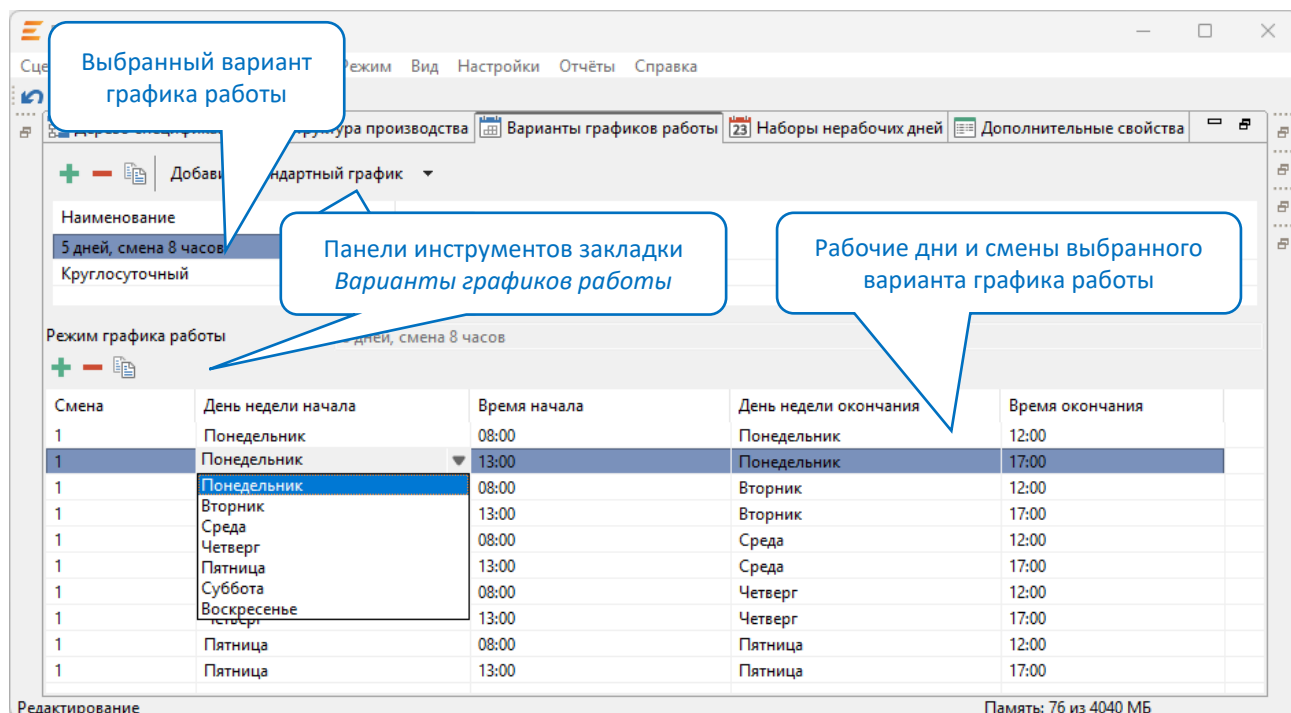 Выбранный вариант
графика работы
Режим Вид Настройки Отчёты Справка
производства
Варианты графиков работы
23 Наборы нерабочих дней
Дополнительные свойства
график
Наименование
5 дней, смена 8 часов
Круглосуточный
Панели инструментов закладки
Варианты графиков работы
Рабочие дни и смены выбранного
варианта графика работы
Режим графика работы
дней, смена 8 часов
Смена День недели начала Время начала День недели окончания Время окончания
1 Понедельник 08:00 Понедельник 12:00
1 Понедельник 13:00 Понедельник 17:00
Понедельник
Вторник
Среда
Четверг
Пятница
Суббота
Воскресенье
1 08:00 Вторник 12:00
1 13:00 Вторник 17:00
1 08:00 Среда 12:00
1 13:00 Среда 17:00
1 08:00 Четверг 12:00
1 Четверг 13:00 Четверг 17:00
1 Пятница 08:00 Пятница 12:00
1 Пятница 13:00 Пятница 17:00
Редактирование
Память: 76 из 4040 МБ